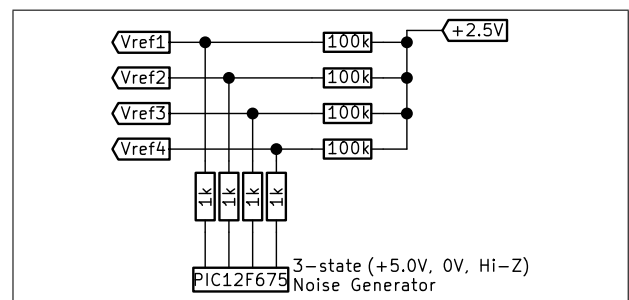 Vref1 100k +2.5V
Vref2 100k
Vref3 100k
Vref4 100k
1k 1k 1k 1k
PIC12F675 3-state (+5.0V, 0V, Hi-Z)
Noise Generator